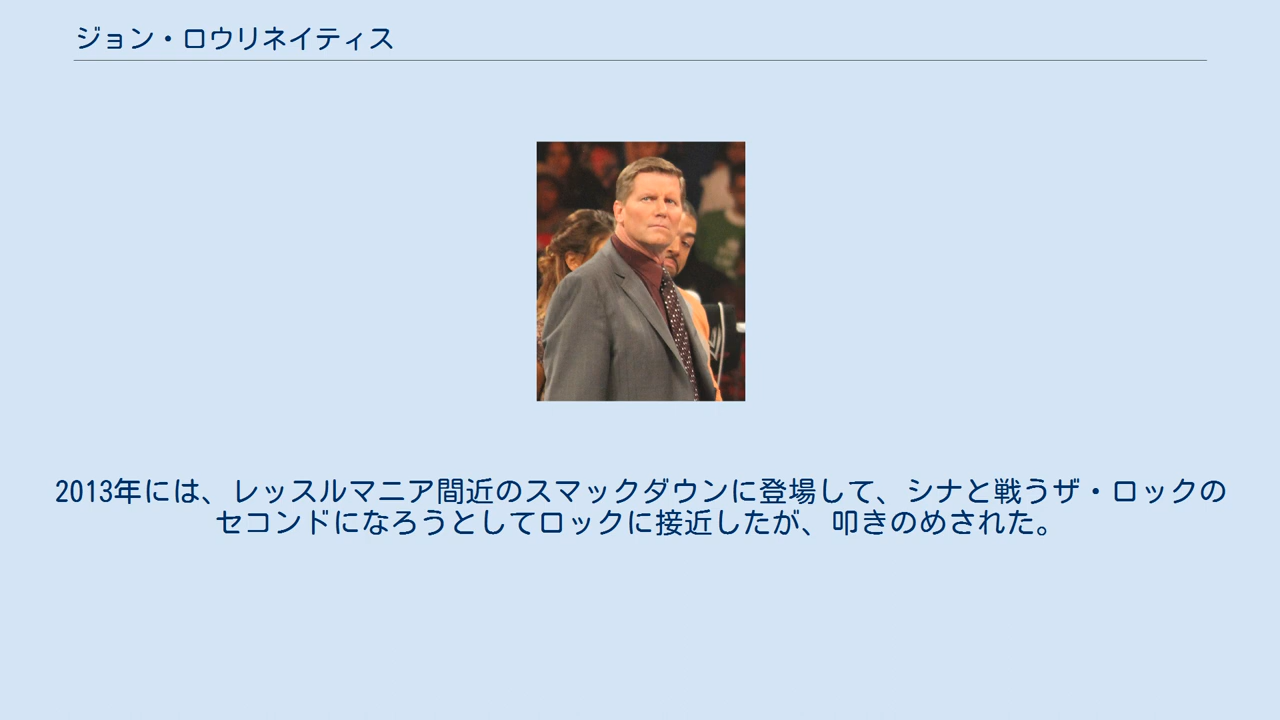 ジョン・ロウリネイティス
2013年には、レッスルマニア間近のスマックダウンに登場して、シナと戦うザ・ロックの
セコンドになろうとしてロックに接近したが、叩きのめされた。